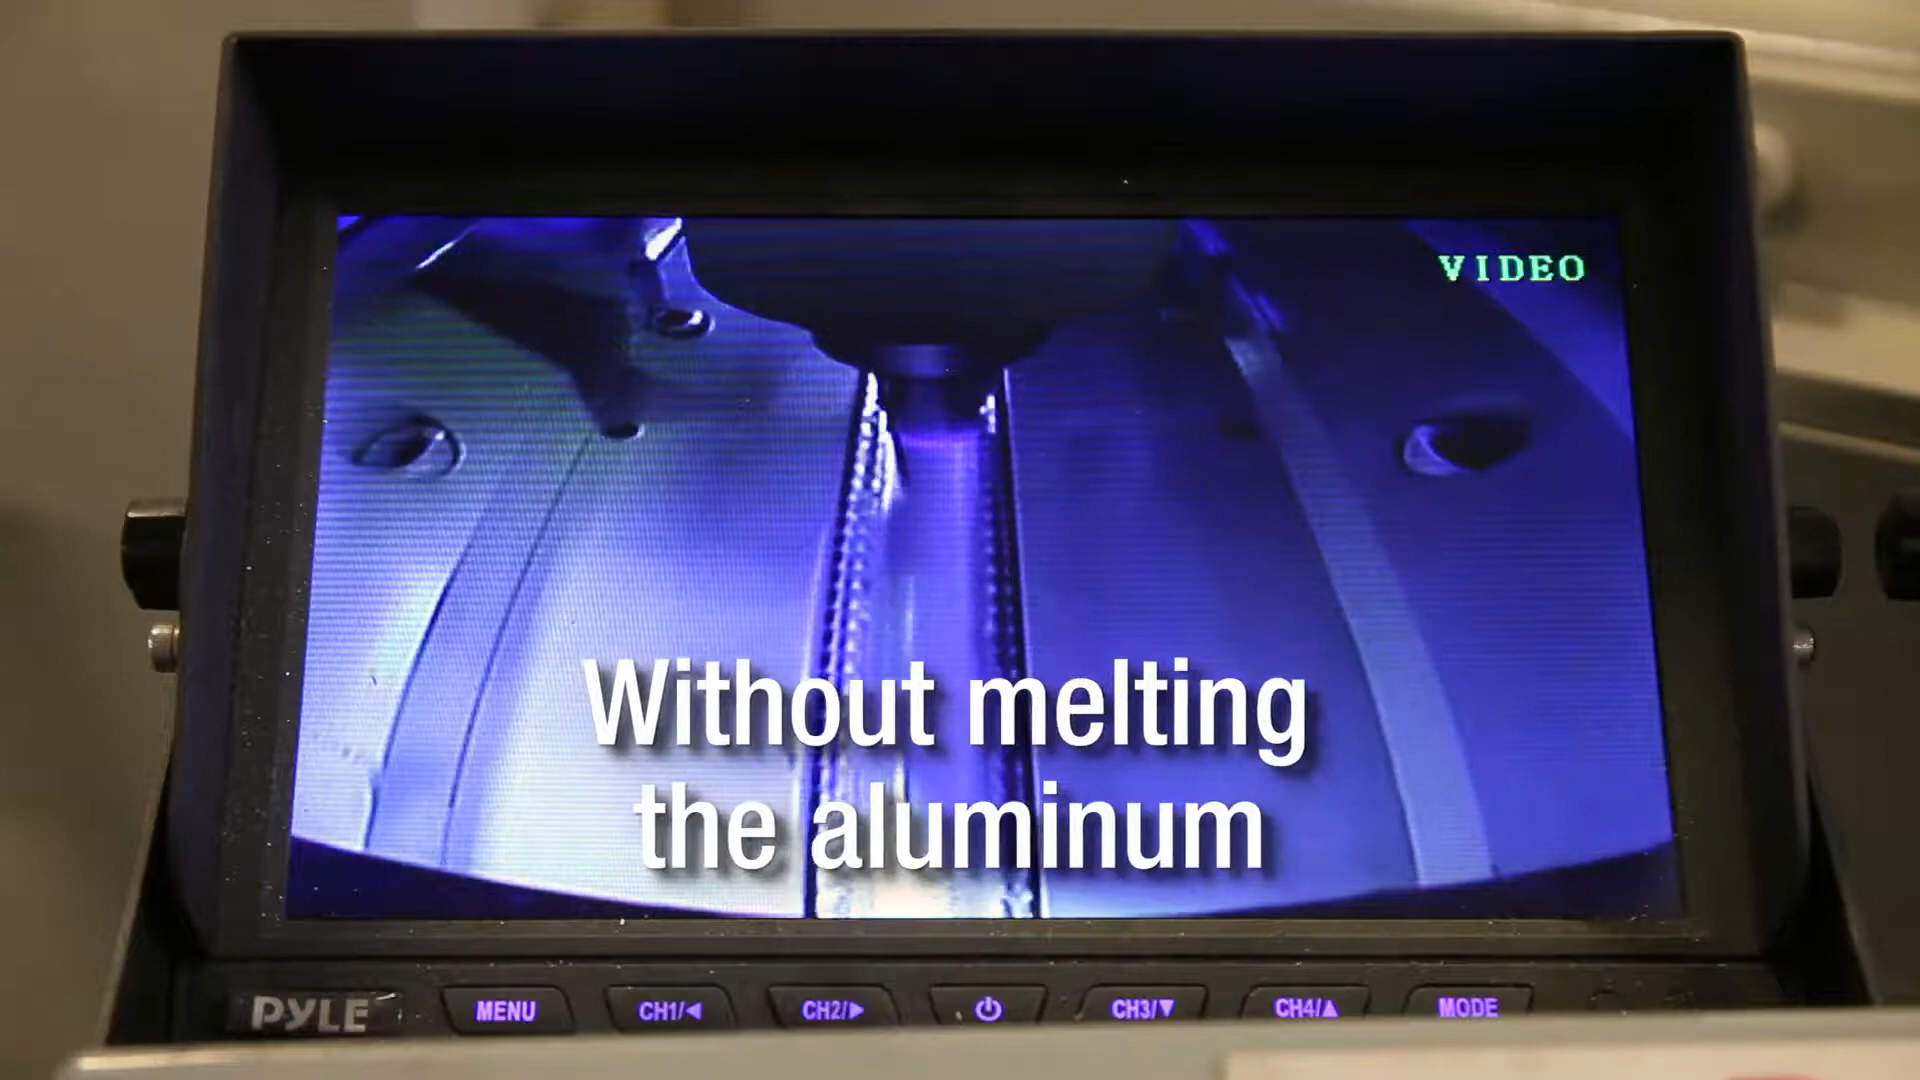 VIDEO
Without melting
the aluminum
PYLE MENU CH1/◀ CH2/▶ CH3/▼ CH4/▲ MODE